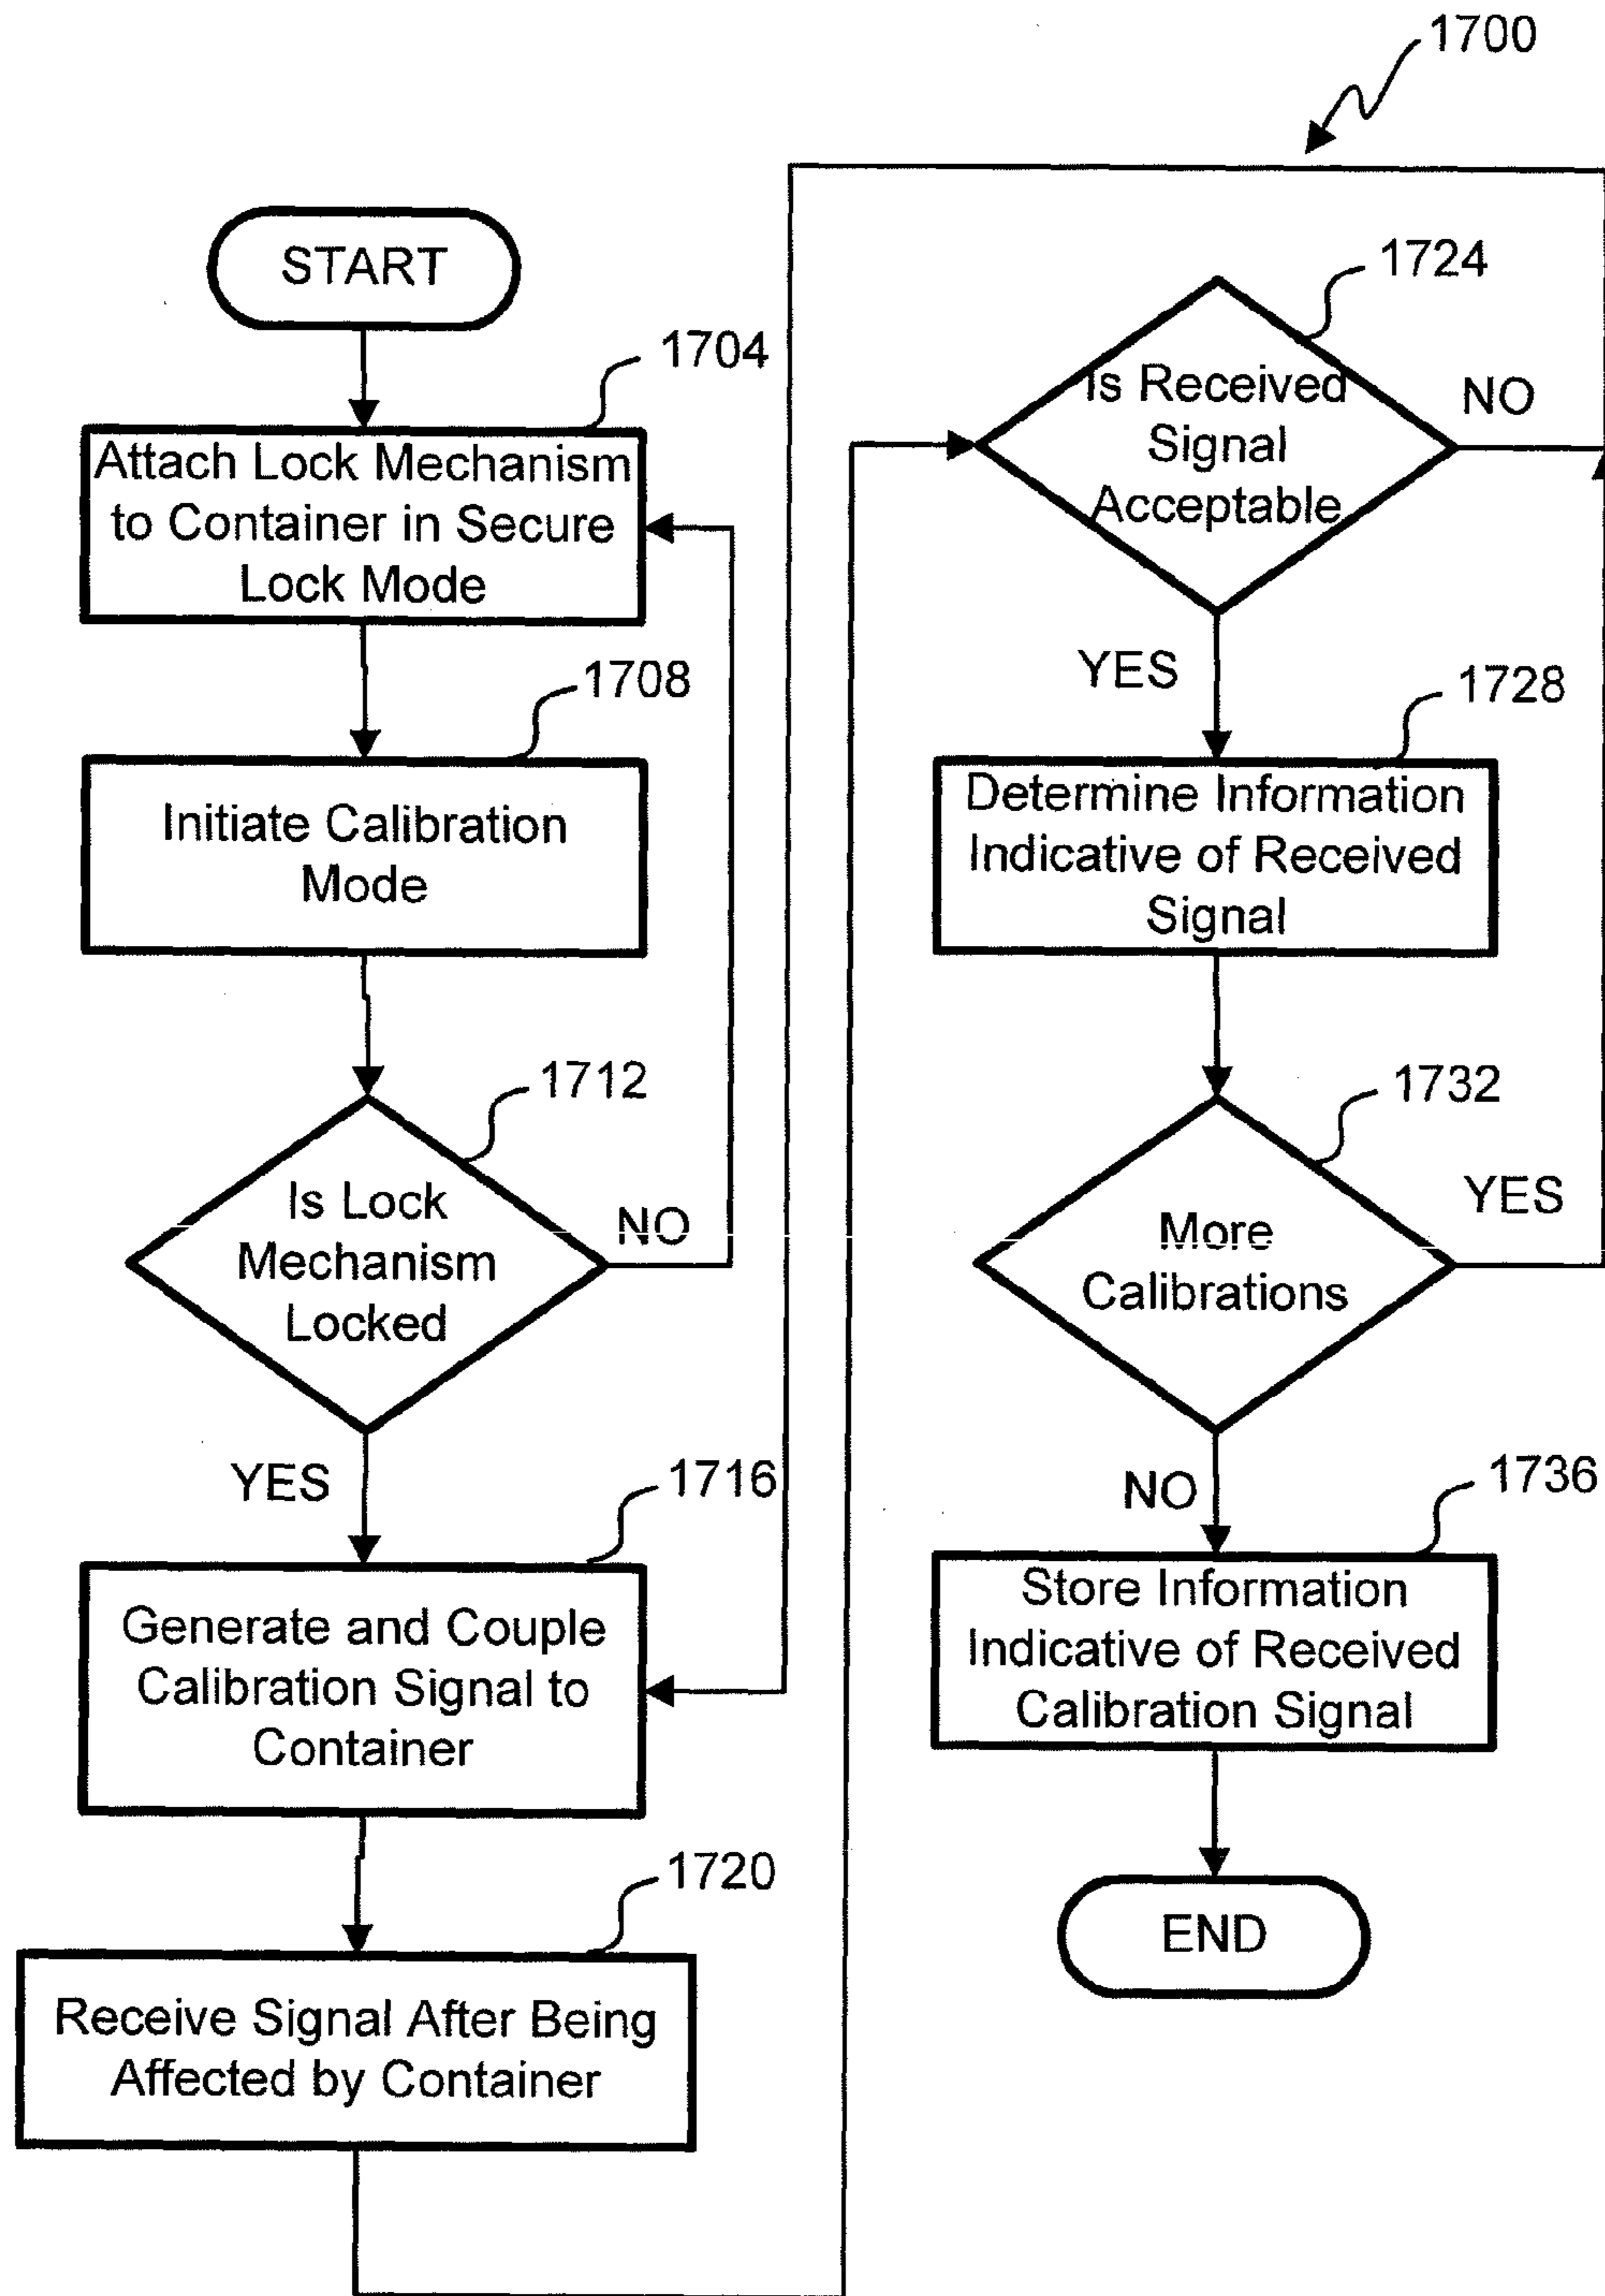 1700
START
1704
Attach Lock Mechanism
to Container in Secure
Lock Mode
1708
Initiate Calibration
Mode
1712
Is Lock
Mechanism
Locked
NO
YES
1716
Generate and Couple
Calibration Signal to
Container
1720
Receive Signal After Being
Affected by Container
1724
Is Received
Signal
Acceptable
NO
YES
1728
Determine Information
Indicative of Received
Signal
1732
More
Calibrations
YES
NO
1736
Store Information
Indicative of Received
Calibration Signal
END